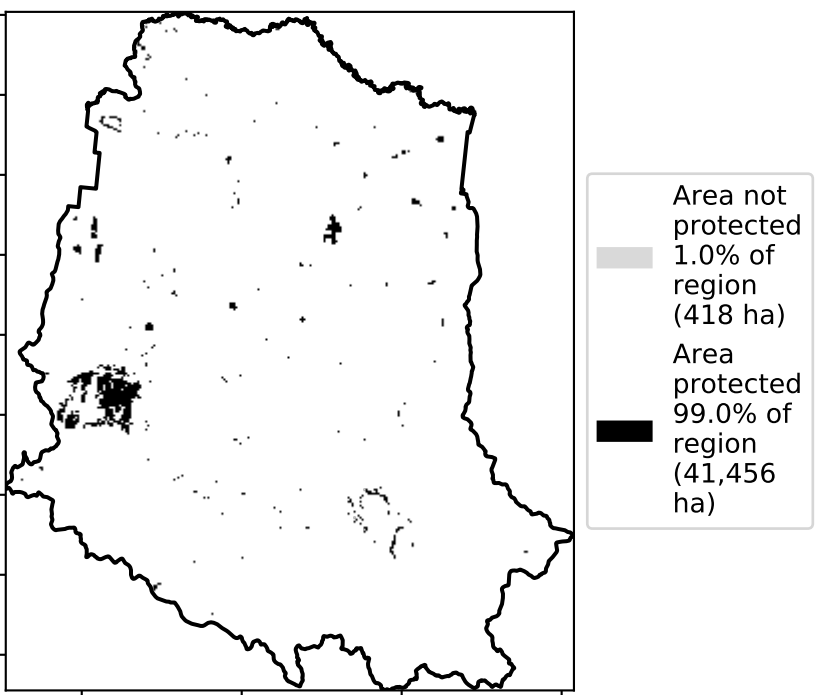 Area not
protected
1.0% of
region
(418 ha)
Area
protected
99.0% of
region
(41,456
ha)